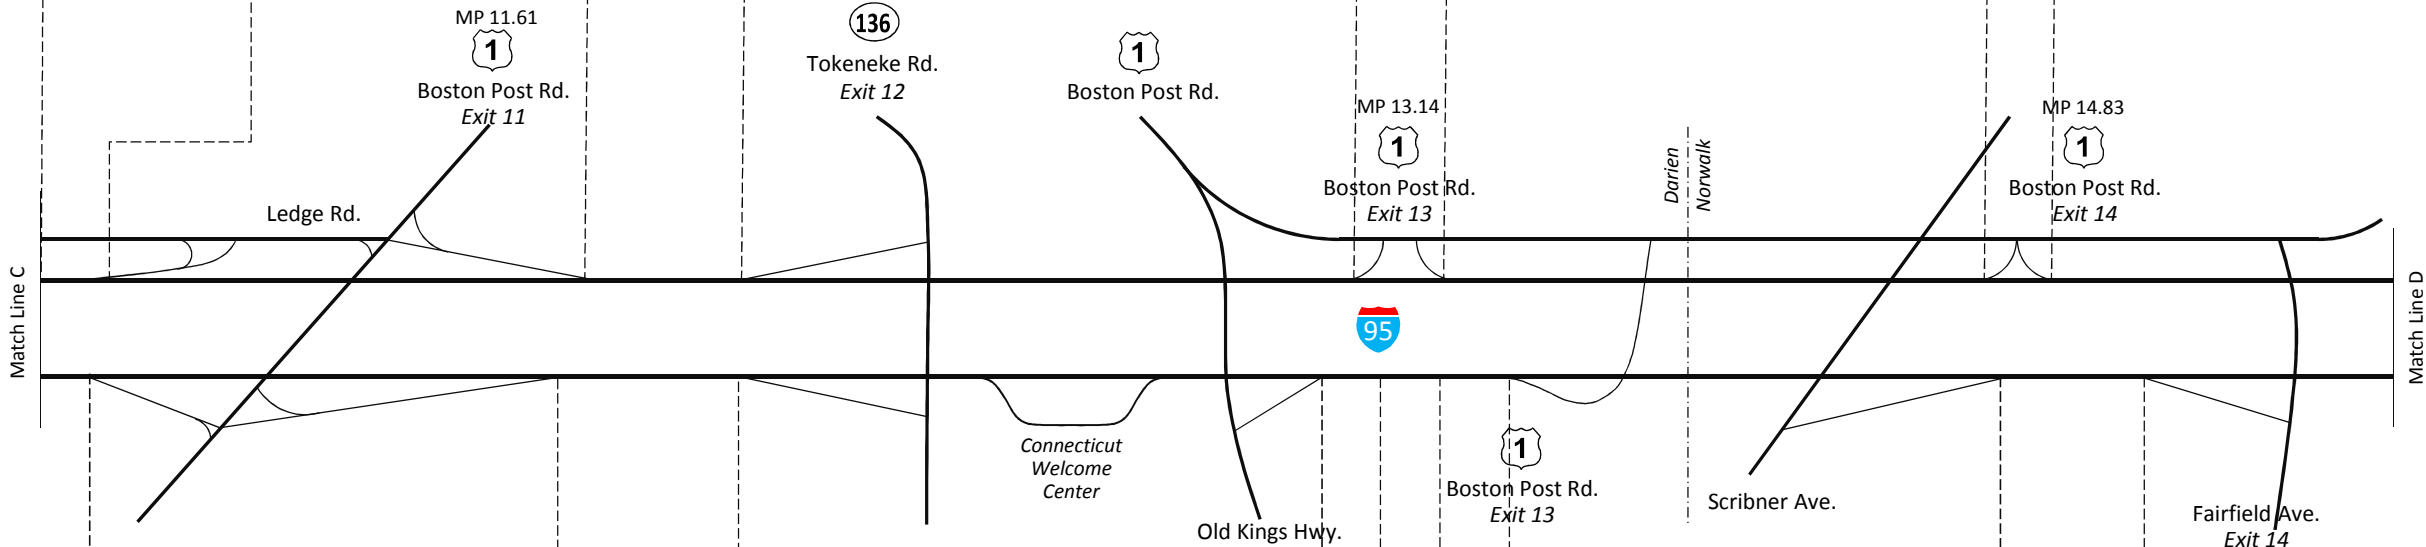 MP 11.61
1
Boston Post Rd.
Exit 11
136
Tokeneke Rd.
Exit 12
1
Boston Post Rd.
MP 13.14
1
Boston Post Rd.
Exit 13
Darien
Norwalk
MP 14.83
1
Boston Post Rd.
Exit 14
Ledge Rd.
Match Line C
95
Match Line D
Connecticut
Welcome
Center
Old Kings Hwy.
1
Boston Post Rd.
Exit 13
Scribner Ave.
Fairfield Ave.
Exit 14